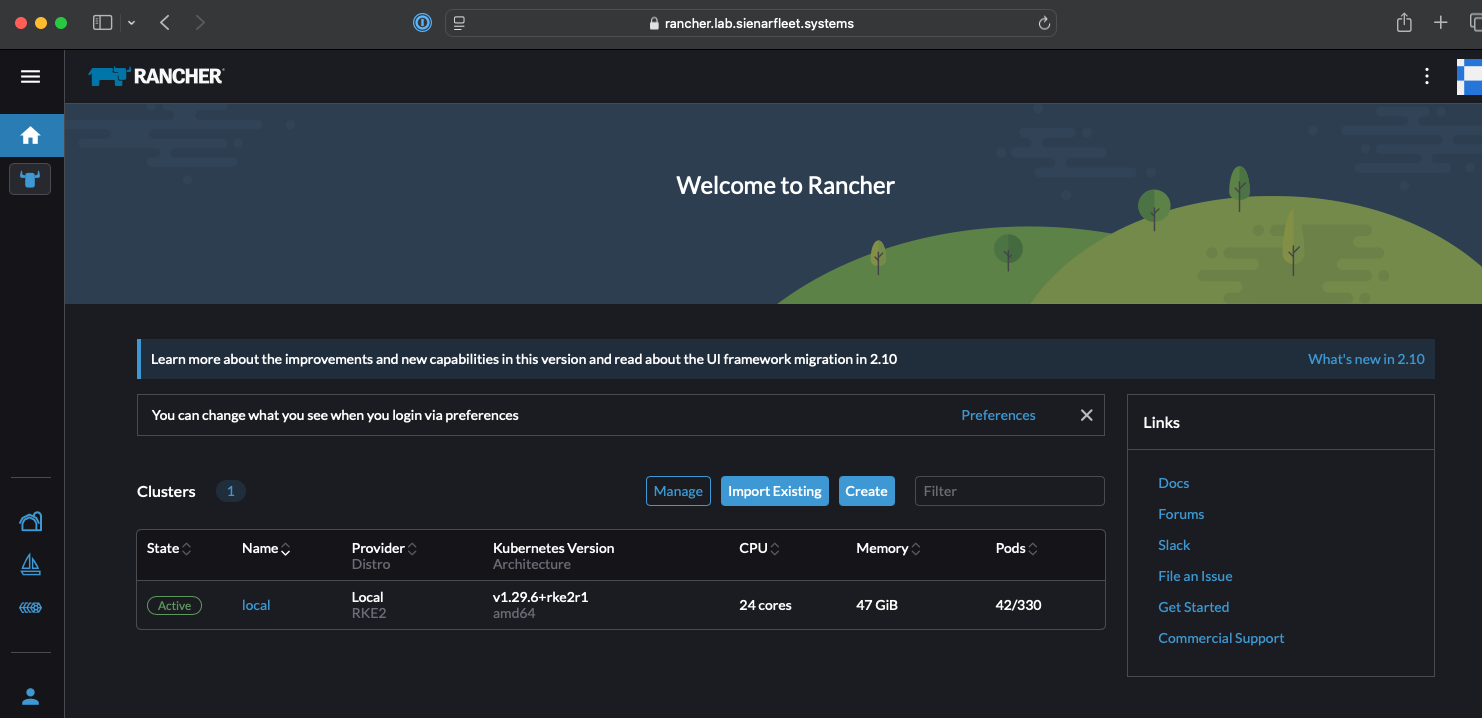 rancher.lab.sienarfleet.systems
RANCHER
Welcome to Rancher
Learn more about the improvements and new capabilities in this version and read about the UI framework migration in 2.10
What's new in 2.10
You can change what you see when you login via preferences
Preferences
Links
Docs
Forums
Slack
File an Issue
Get Started
Commercial Support
Clusters 1
Manage
Import Existing
Create
Filter
State Name Provider Kubernetes Version CPU Memory Pods
Distro Architecture
Active local Local v1.29.6+rke2r1 24 cores 47 GiB 42/330
RKE2 amd64